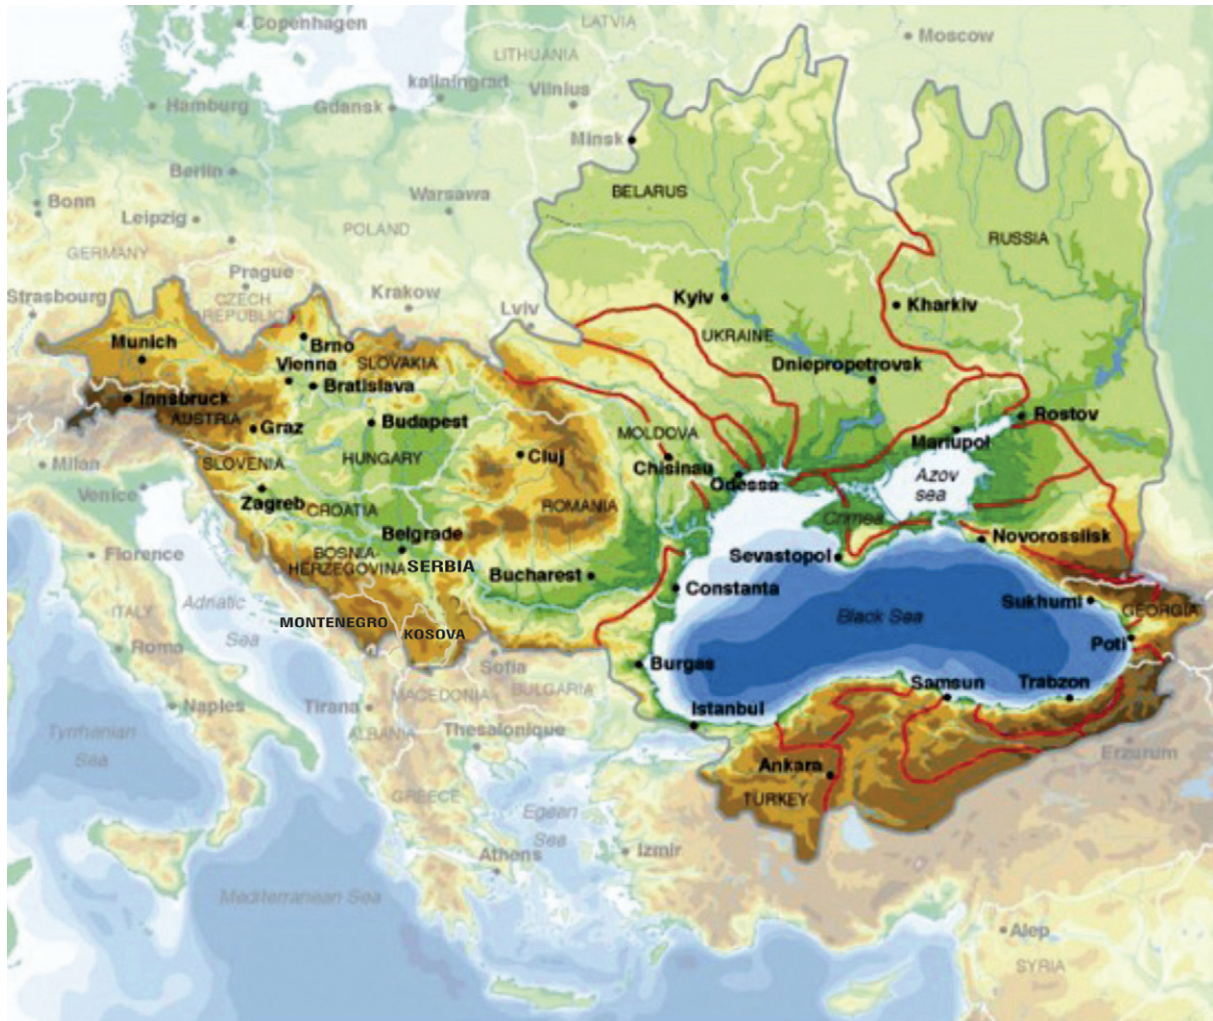 Copenhagen
LATVIA
Moscow
LITHUANIA
kaliningrad
Vilnius
Hamburg
Gdansk
Minsk
Berlin
BELARUS
Bonn
Warsawa
Leipzig
POLAND
RUSSIA
GERMANY
Prague
Strasbourg
CZECH
REPUBLIC
Krakow
Lviv
Kyiv
Kharkiv
UKRAINE
Munich
Brno
SLOVAKIA
Vienna
Dniepropetrovsk
Bratislava
Innsbruck
AUSTRIA
Graz
Budapest
Rostov
MOLDOVA
Mariupol
Milan
SLOVENIA
HUNGARY
Cluj
Chisinau
Odessa
Azov
sea
Venice
Zagreb
CROATIA
ROMANIA
Crimea
Belgrade
Novorossiisk
Florence
BOSNIA-
HERZEGOVINA
SERBIA
Bucharest
Sevastopol
Constanta
Sukhumi
ITALY
Adriatic
Sea
Black Sea
GEORGIA
MONTENEGRO
KOSOVA
Roma
Poti
Sofia
Burgas
Samsun
Trabzon
MACEDONIA
BULGARIA
Naples
Tirana
Istanbul
Tyrrhenian
Sea
ALBANIA
Thesalonique
Erzurum
Ankara
GREECE
TURKEY
Egean
Sea
Athens
Izmir
Mediterranean Sea
Alep
SYRIA